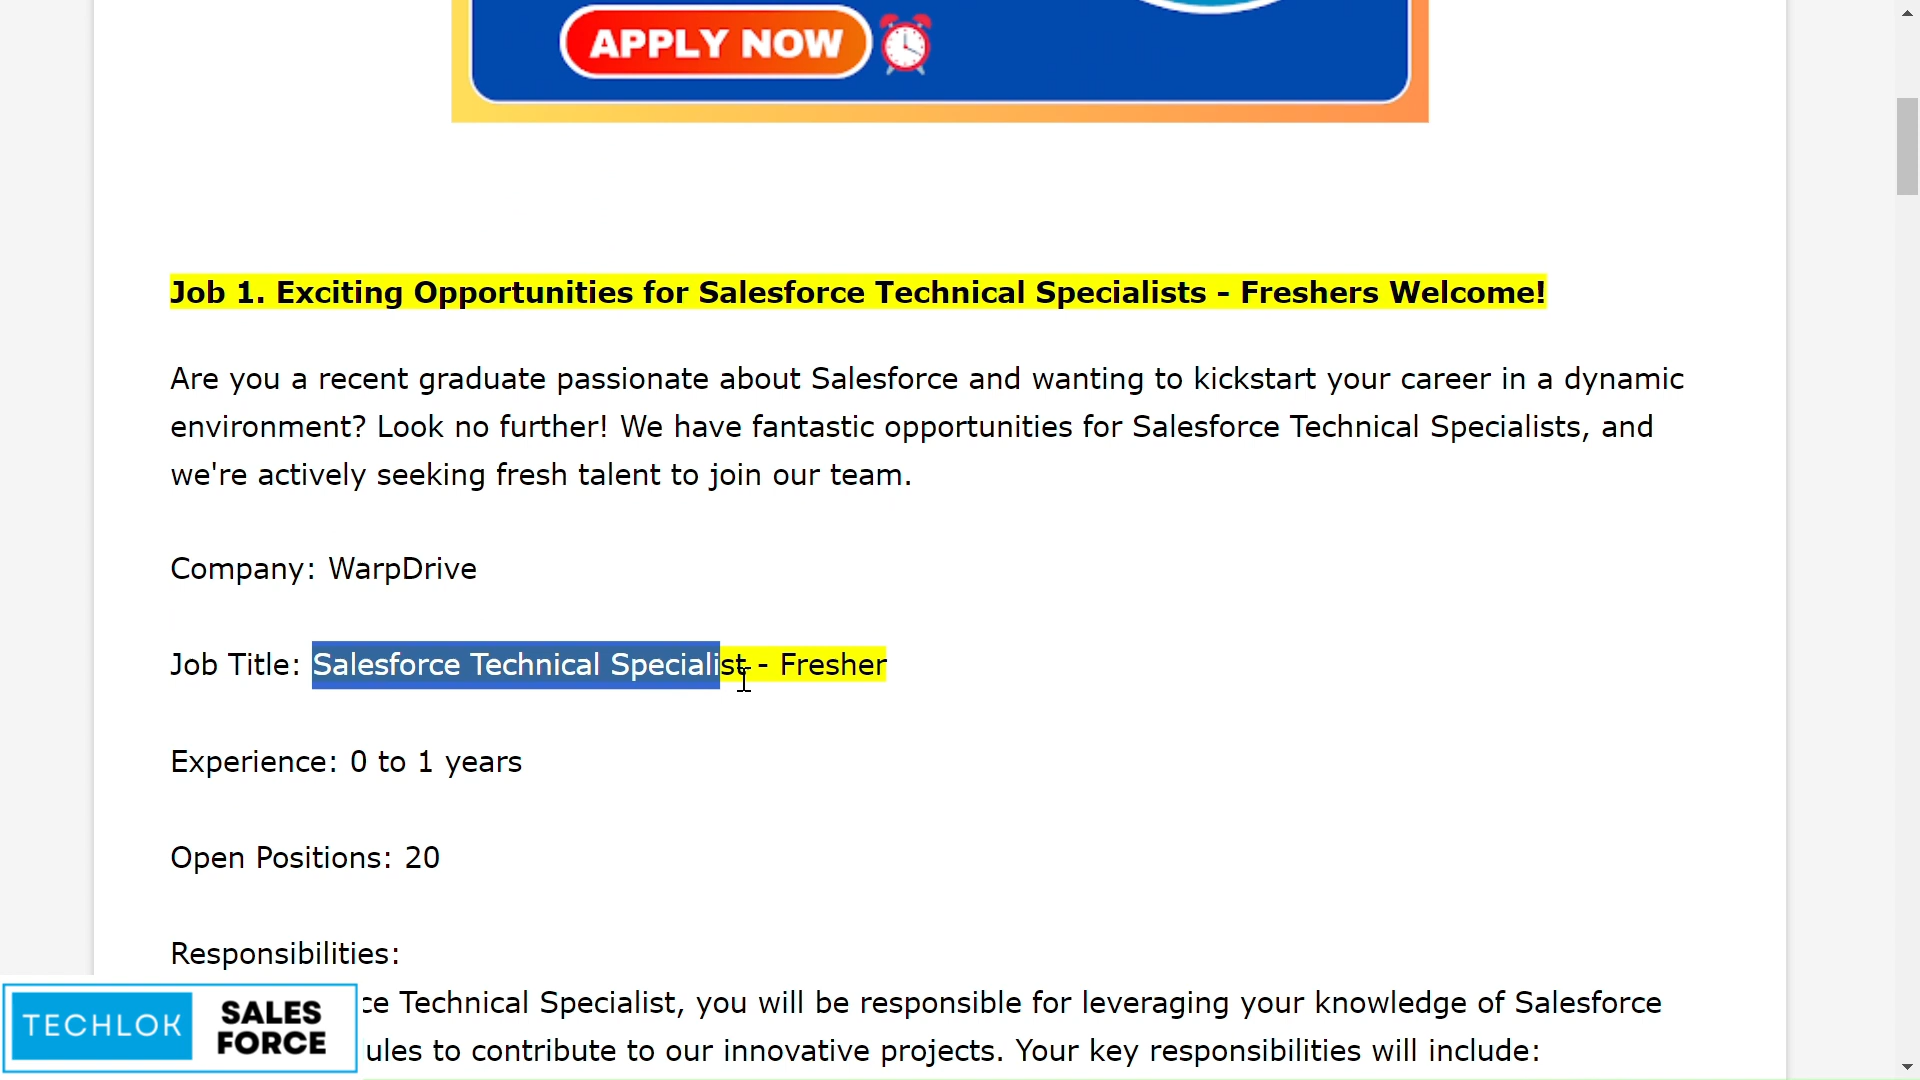 APPLY NOW
Job 1. Exciting Opportunities for Salesforce Technical Specialists - Freshers Welcome!
Are you a recent graduate passionate about Salesforce and wanting to kickstart your career in a dynamic
environment? Look no further! We have fantastic opportunities for Salesforce Technical Specialists, and
we're actively seeking fresh talent to join our team.
Company: WarpDrive
Job Title: Salesforce Technical Specialist - Fresher
Experience: 0 to 1 years
Open Positions: 20
Responsibilities:
ce Technical Specialist, you will be responsible for leveraging your knowledge of Salesforce
ules to contribute to our innovative projects. Your key responsibilities will include:
TECHLOK
SALES
FORCE